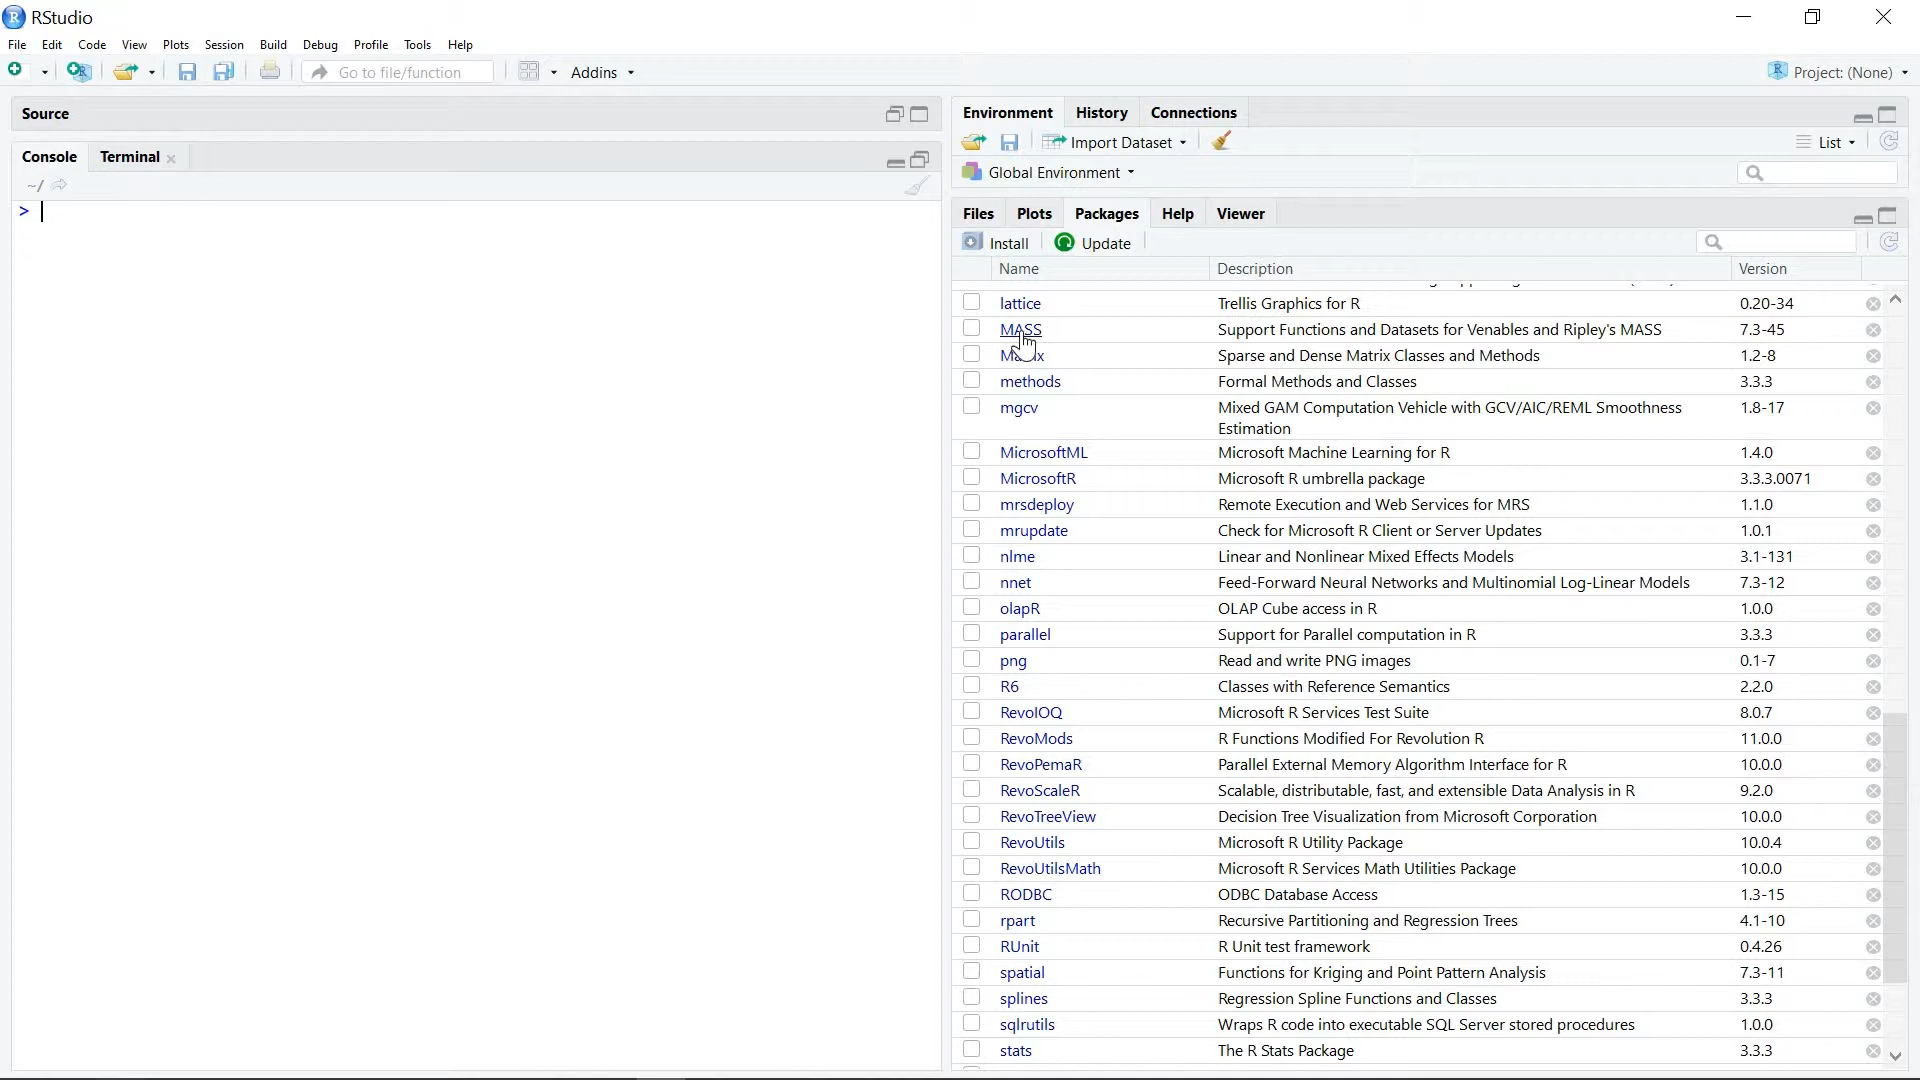 RStudio
File Edit Code View Plots Session Build Debug Profile Tools Help
Go to file/function Addins Project: (None)
Source
Console Terminal
~/
>
Environment History Connections
Import Dataset List
Global Environment
Files Plots Packages Help Viewer
Install Update
Name Description Version
lattice Trellis Graphics for R 0.20-34
MASS Support Functions and Datasets for Venables and Ripley's MASS 7.3-45
Matrix Sparse and Dense Matrix Classes and Methods 1.2-8
methods Formal Methods and Classes 3.3.3
mgcv Mixed GAM Computation Vehicle with GCV/AIC/REML Smoothness 1.8-17
Estimation
MicrosoftML Microsoft Machine Learning for R 1.4.0
MicrosoftR Microsoft R umbrella package 3.3.3.0071
mrsdeploy Remote Execution and Web Services for MRS 1.1.0
mrupdate Check for Microsoft R Client or Server Updates 1.0.1
nlme Linear and Nonlinear Mixed Effects Models 3.1-131
nnet Feed-Forward Neural Networks and Multinomial Log-Linear Models 7.3-12
olapR OLAP Cube access in R 1.0.0
parallel Support for Parallel computation in R 3.3.3
png Read and write PNG images 0.1-7
R6 Classes with Reference Semantics 2.2.0
RevoIOQ Microsoft R Services Test Suite 8.0.7
RevoMods R Functions Modified For Revolution R 11.0.0
RevoPemaR Parallel External Memory Algorithm Interface for R 10.0.0
RevoScaleR Scalable, distributable, fast, and extensible Data Analysis in R 9.2.0
RevoTreeView Decision Tree Visualization from Microsoft Corporation 10.0.0
RevoUtils Microsoft R Utility Package 10.0.4
RevoUtilsMath Microsoft R Services Math Utilities Package 10.0.0
RODBC ODBC Database Access 1.3-15
rpart Recursive Partitioning and Regression Trees 4.1-10
RUnit R Unit test framework 0.4.26
spatial Functions for Kriging and Point Pattern Analysis 7.3-11
splines Regression Spline Functions and Classes 3.3.3
sqlrutils Wraps R code into executable SQL Server stored procedures 1.0.0
stats The R Stats Package 3.3.3